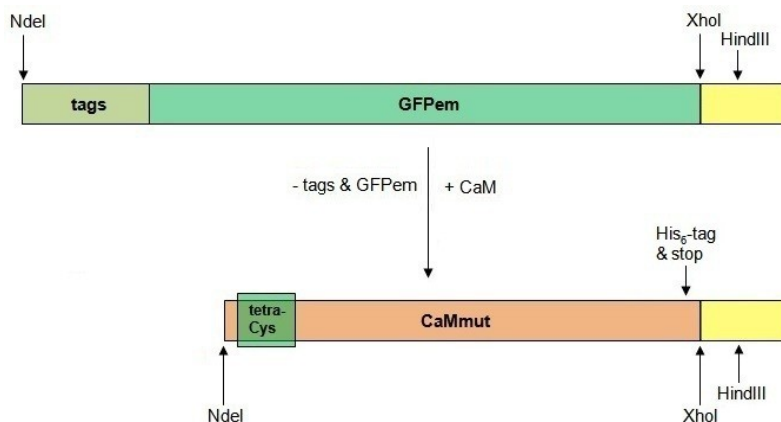 NdeI
XhoI
HindIII
tags
GFPem
- tags & GFPem
+ CaM
His₆-tag
& stop
tetra-
Cys
CaMmut
NdeI
XhoI
HindIII